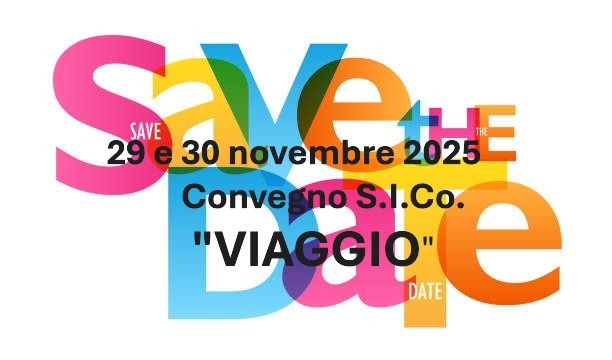 Save the Date
SAVE
THE
29 e 30 novembre 2025
Convegno S.I.Co.
"VIAGGIO"
DATE